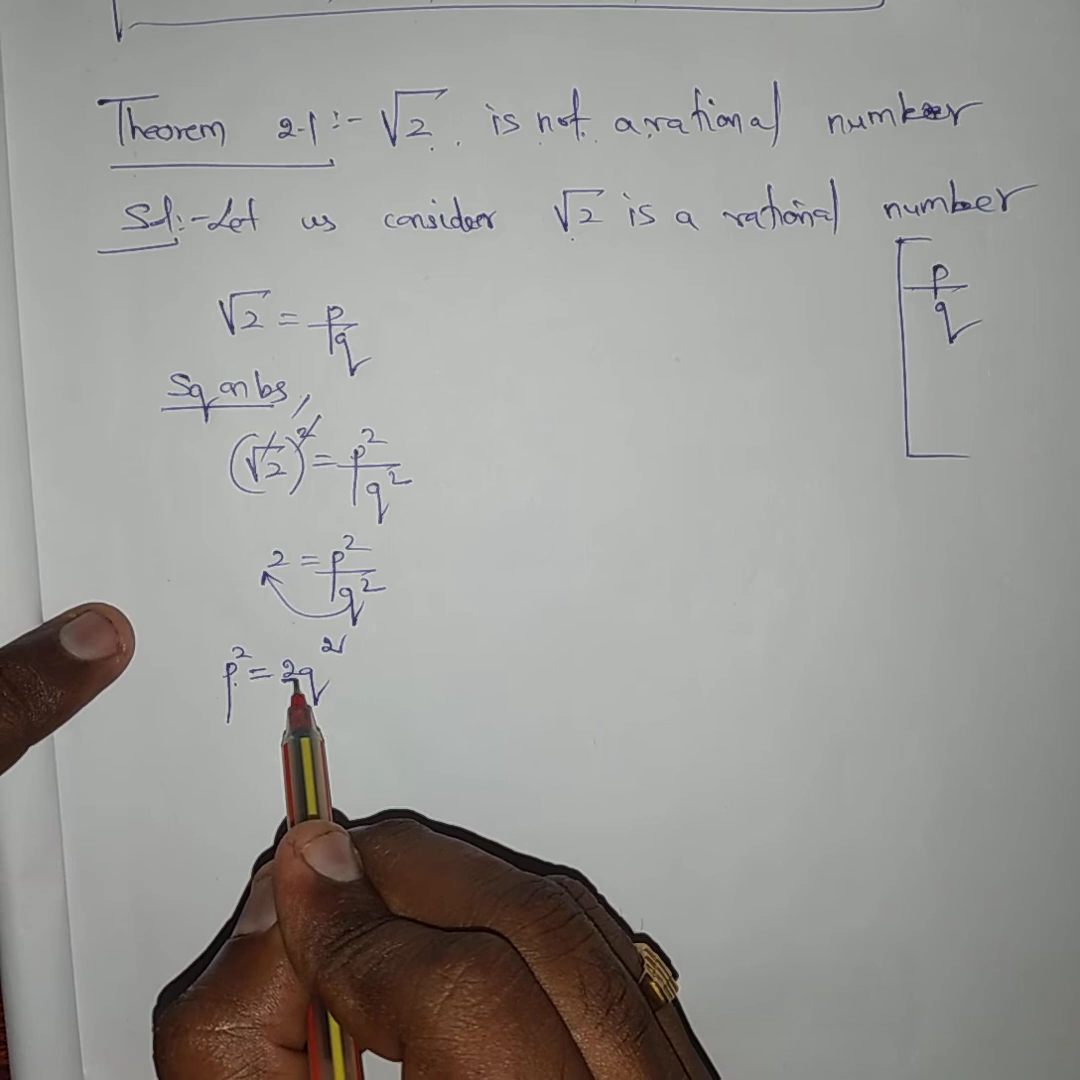 Theorem 2.1 :- √2 is not a rational number
Sol:- Let us consider √2 is a rational number
p/q
√2 = p/q
Sq on bs,
(√2)² = p²/q²
2 = p²/q²
p² = 2q²